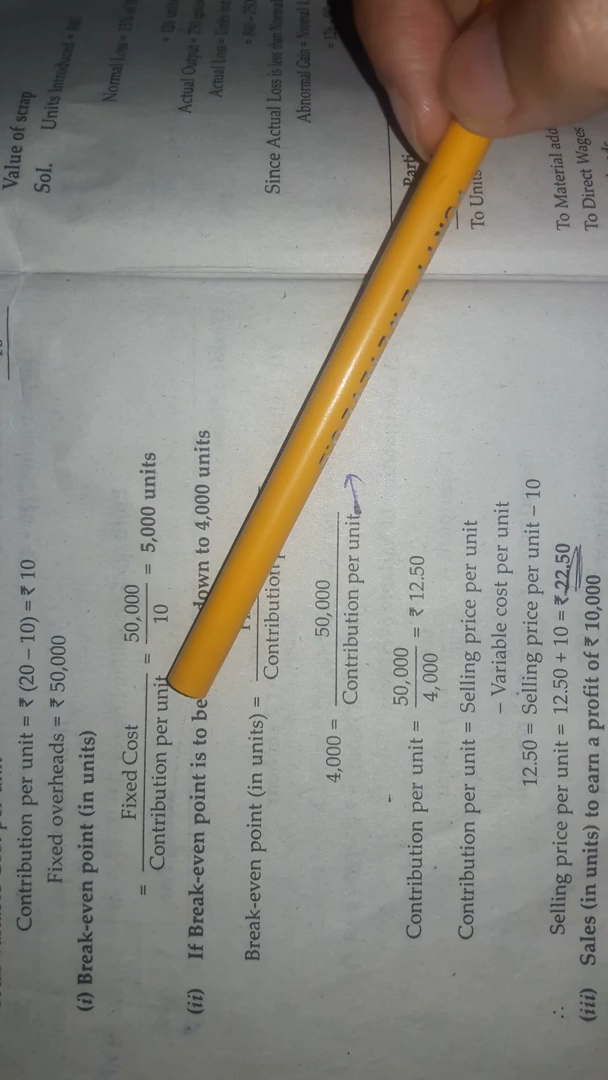 Contribution per unit = ₹ (20 – 10) = ₹ 10
Fixed overheads = ₹ 50,000
(i) Break-even point (in units)
= Fixed Cost / Contribution per unit = 50,000 / 10 = 5,000 units
(ii) If Break-even point is to be down to 4,000 units
Break-even point (in units) = Contribution
4,000 = 50,000 / Contribution per unit
Contribution per unit = 50,000 / 4,000 = ₹ 12.50
Contribution per unit = Selling price per unit
– Variable cost per unit
12.50 = Selling price per unit – 10
∴ Selling price per unit = 12.50 + 10 = ₹ 22.50
(iii) Sales (in units) to earn a profit of ₹ 10,000
Value of scrap
Sol. Units Introduced =
Normal Loss =
Actual Output =
Actual Loss = Units
Since Actual Loss is less than Normal
Abnormal Gain = Normal
To Units
To Material
To Direct Wages